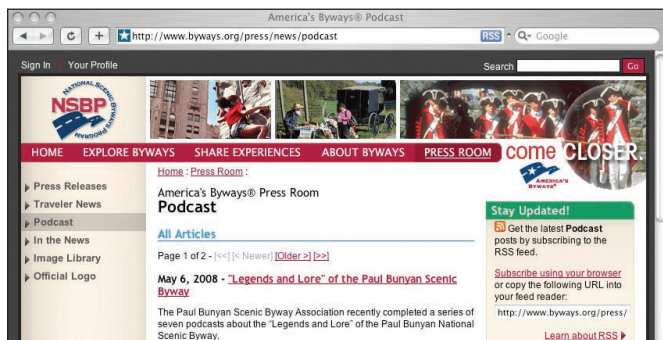 America's Byways® Podcast
http://www.byways.org/press/news/podcast
RSS
Google
Sign In
Your Profile
Search
Go
NATIONAL SCENIC BYWAYS PROGRAM
NSBP
HOME EXPLORE BYWAYS SHARE EXPERIENCES ABOUT BYWAYS PRESS ROOM
come CLOSER.
AMERICA'S BYWAYS®
Press Releases
Traveler News
Podcast
In the News
Image Library
Official Logo
Home : Press Room :
America's Byways® Press Room
Podcast
All Articles
Page 1 of 2 - [<<] [< Newer] [Older >] [>>]
May 6, 2008 - "Legends and Lore" of the Paul Bunyan Scenic
Byway
The Paul Bunyan Scenic Byway Association recently completed a series of
seven podcasts about the "Legends and Lore" of the Paul Bunyan National
Scenic Byway.
Stay Updated!
Get the latest Podcast
posts by subscribing to the
RSS feed.
Subscribe using your browser
or copy the following URL into
your feed reader:
http://www.byways.org/press/
Learn about RSS